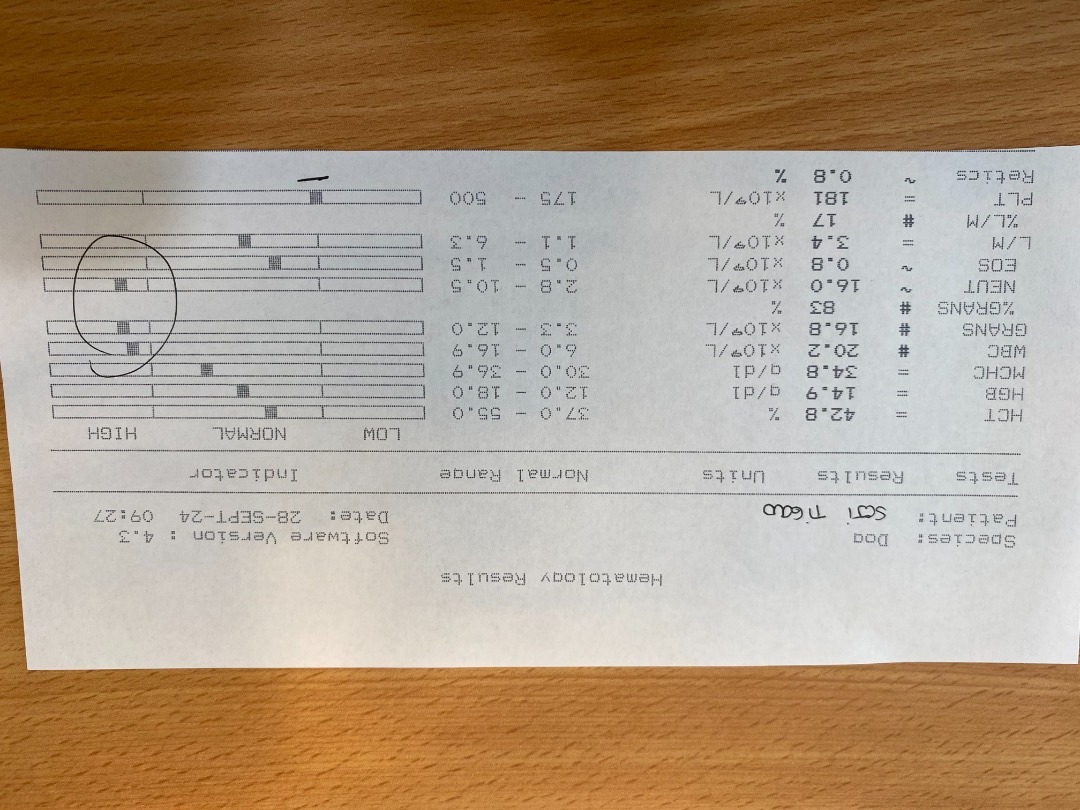 Hematology Results
Species: Dog Software Version : 4.3
Patient: Date: 28-SEPT-24 09:27
Tests Results Units Normal Range Indicator
LOW NORMAL HIGH
HCT = 42.8 % 37.0 - 55.0
HGB = 14.9 g/dl 12.0 - 18.0
MCHC = 34.8 g/dl 30.0 - 36.9
WBC # 20.2 x10⁹/L 6.0 - 16.9
GRANS # 16.8 x10⁹/L 3.3 - 12.0
%GRANS # 83 %
NEUT ~ 16.0 x10⁹/L 2.8 - 10.5
EOS ~ 0.8 x10⁹/L 0.5 - 1.5
L/M = 3.4 x10⁹/L 1.1 - 6.3
%L/M # 17 %
PLT = 181 x10⁹/L 175 - 500
Retics ~ 0.8 %